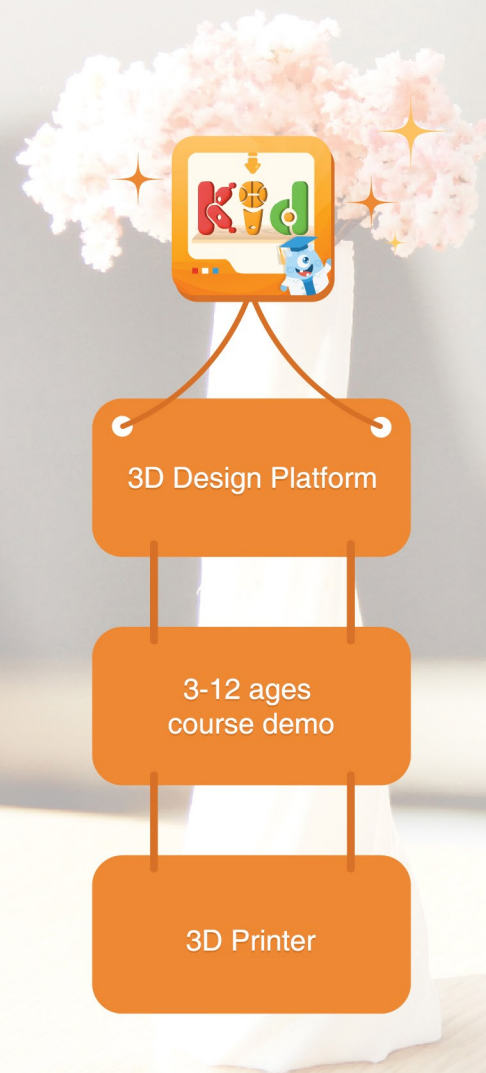 Kid
3D Design Platform
3-12 ages
course demo
3D Printer